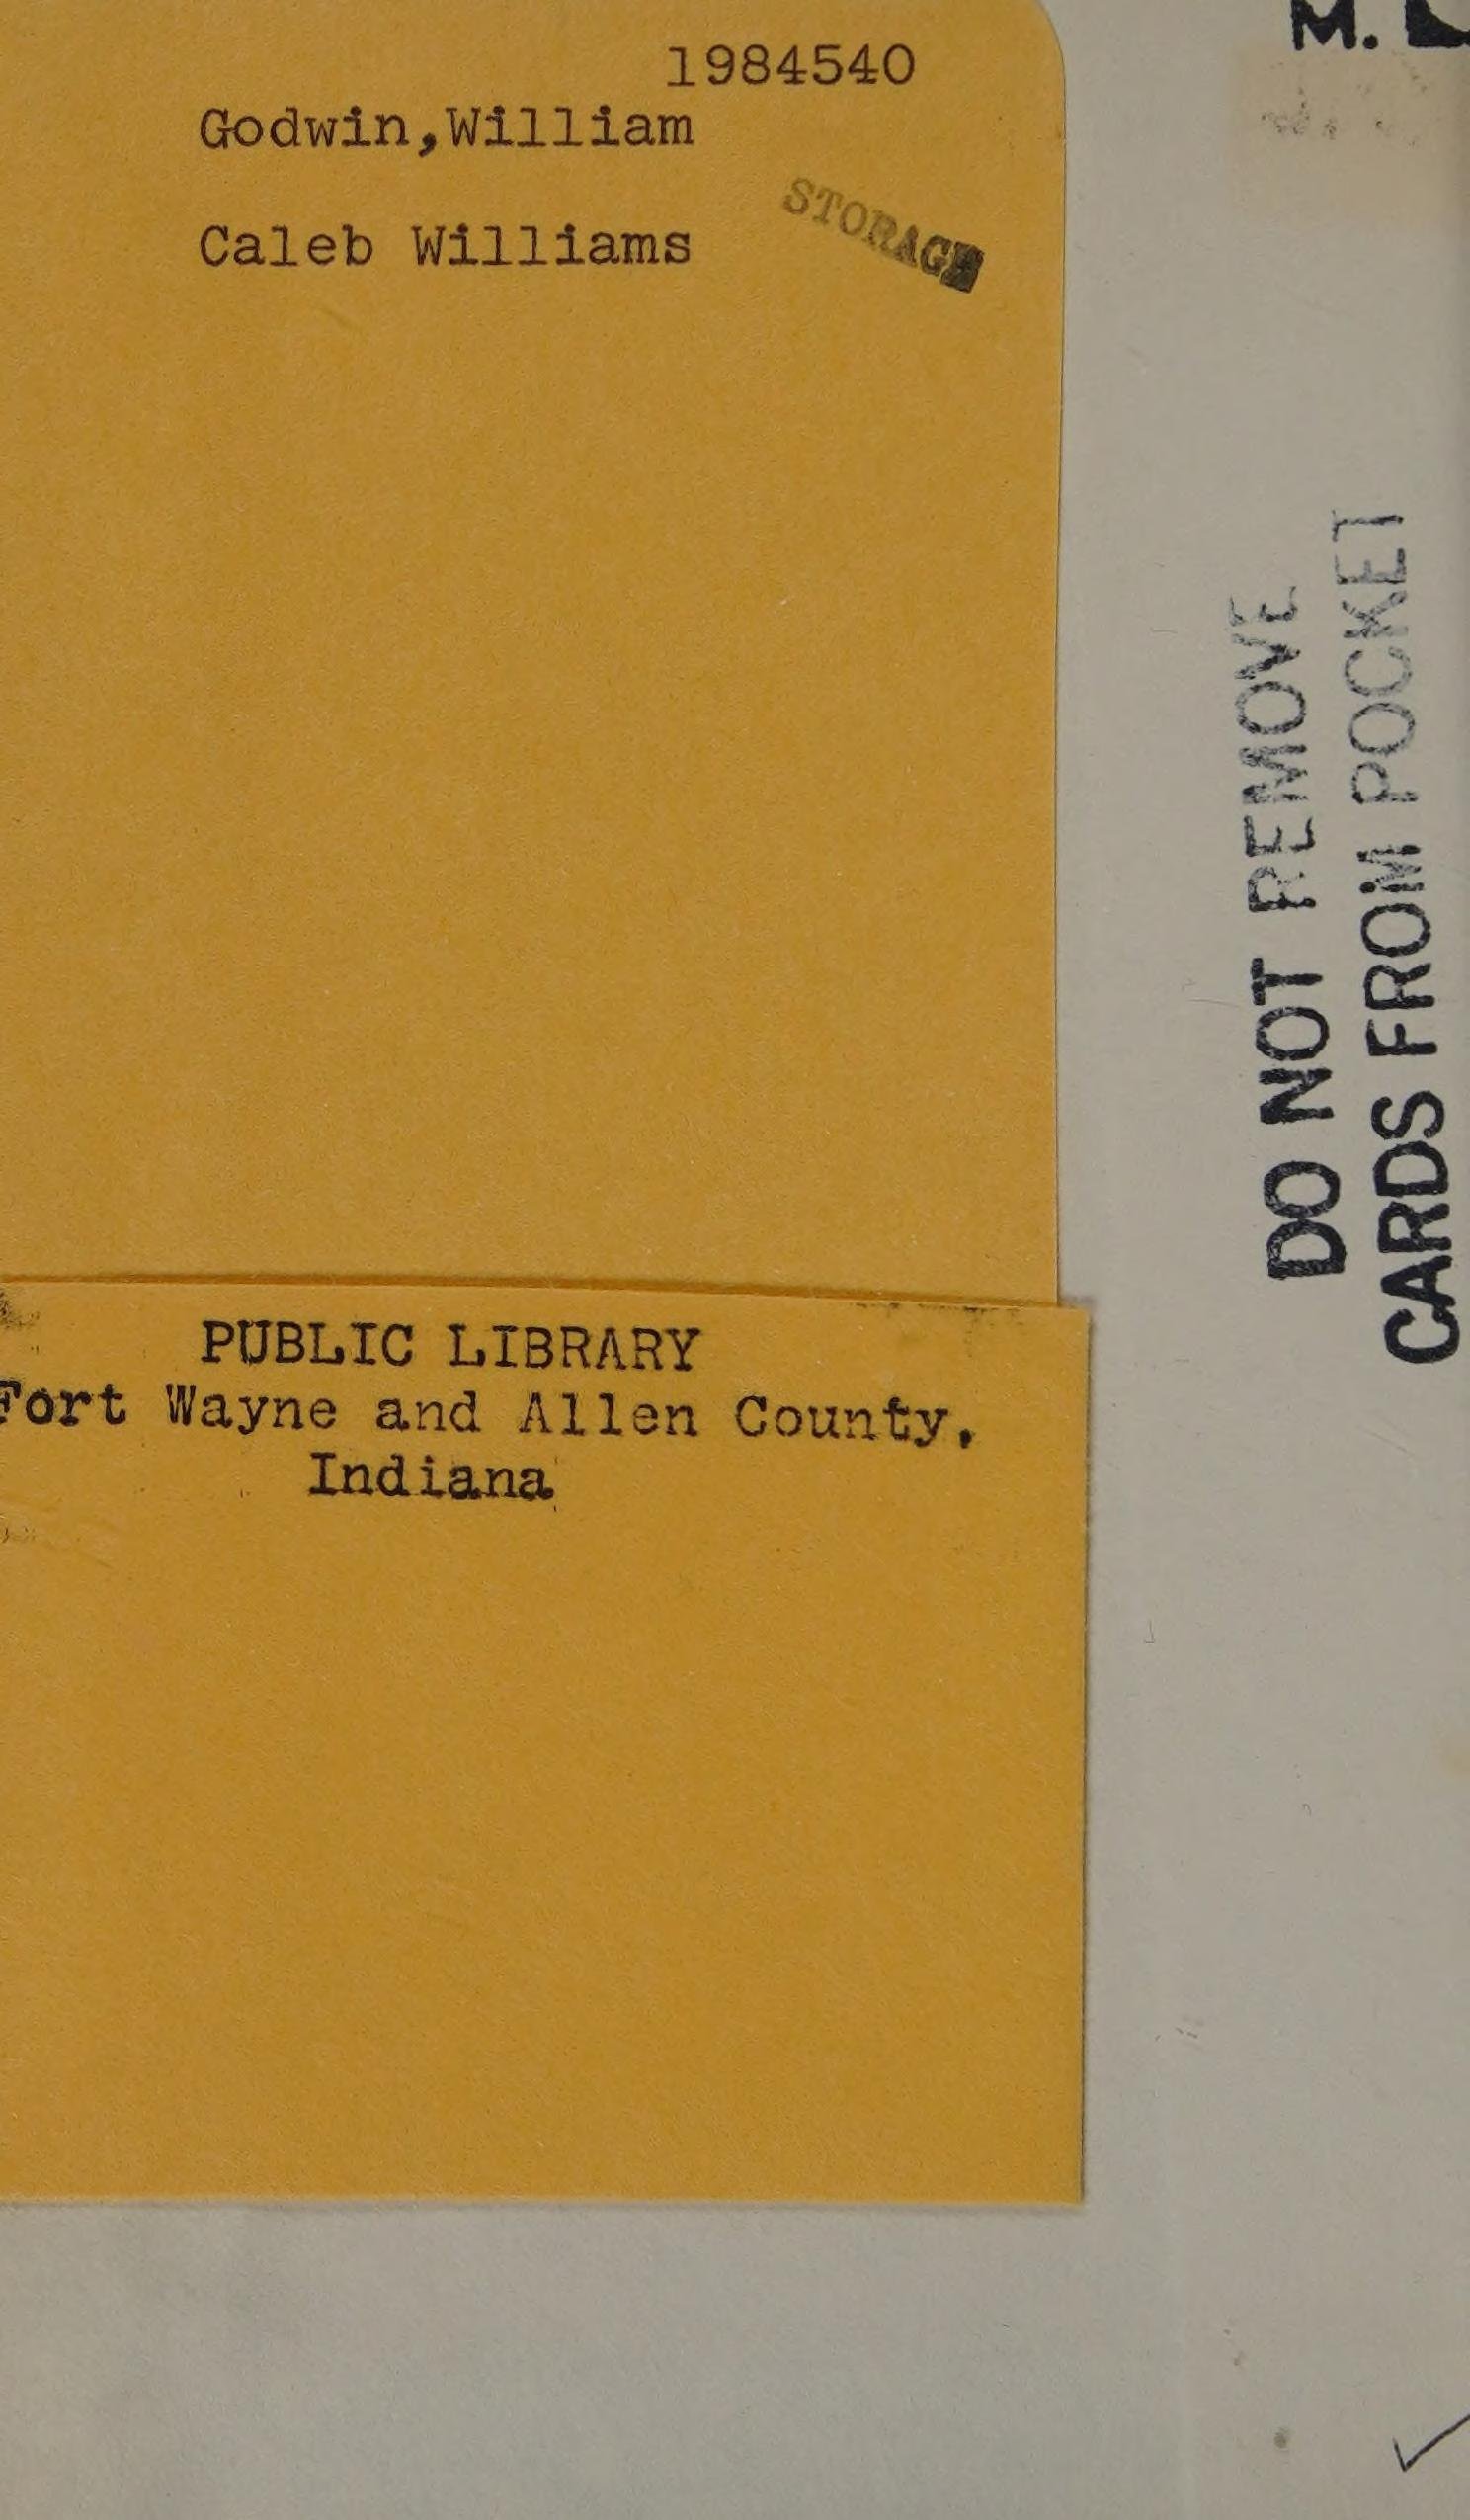 M.
1984540
Godwin,William
STORAGE
Caleb Williams
DO NOT REMOVE
CARDS FROM POCKET
PUBLIC LIBRARY
Fort Wayne and Allen County,
Indiana